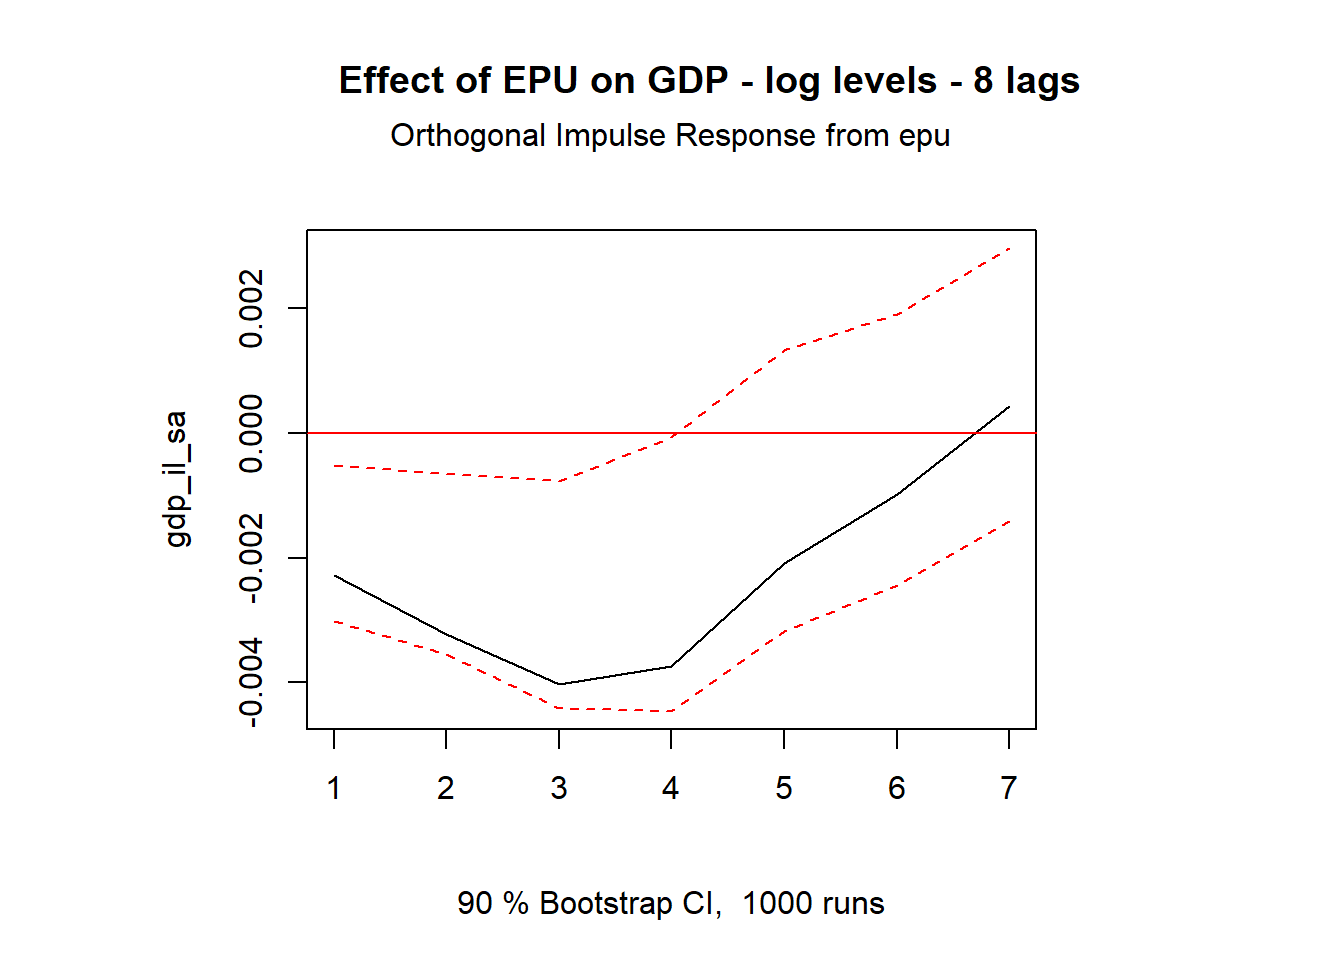 Effect of EPU on GDP - log levels - 8 lags
Orthogonal Impulse Response from epu
gdp_il_sa
0.002
0.000
-0.002
-0.004
1 2 3 4 5 6 7
90 % Bootstrap CI,  1000 runs